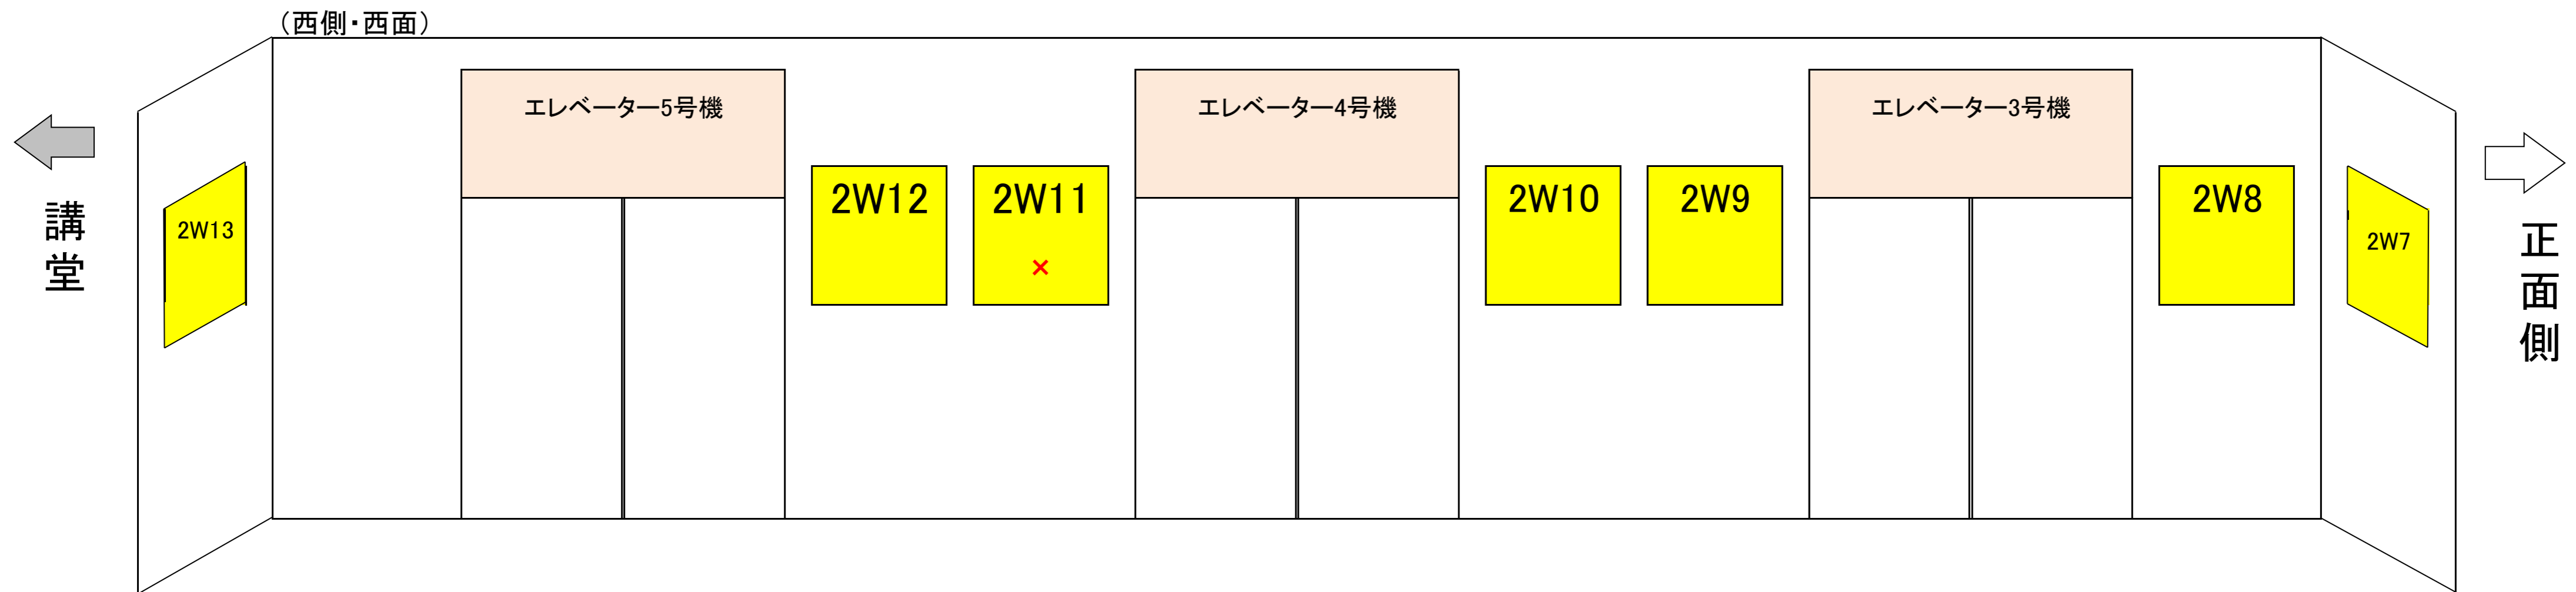 （西側・西面）
エレベーター5号機
エレベーター4号機
エレベーター3号機
2W13
2W12
2W11
×
2W10
2W9
2W8
2W7
講堂
正面側